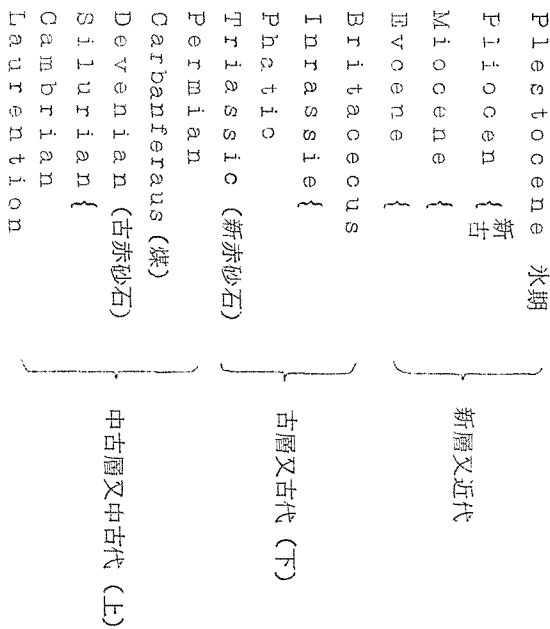 Plestocene 氷期
Pliocen { 新 古
Miocene {
Evcene {
新層又近代
Britacecus
Inrassie {
Phatic
Triassic (新赤砂石)
古層又古代 (下)
Permian
Carbanferaus (煤)
Devenian (古赤砂石)
Silurian {
Cambrian
Laurention
中古層又中古代 (上)